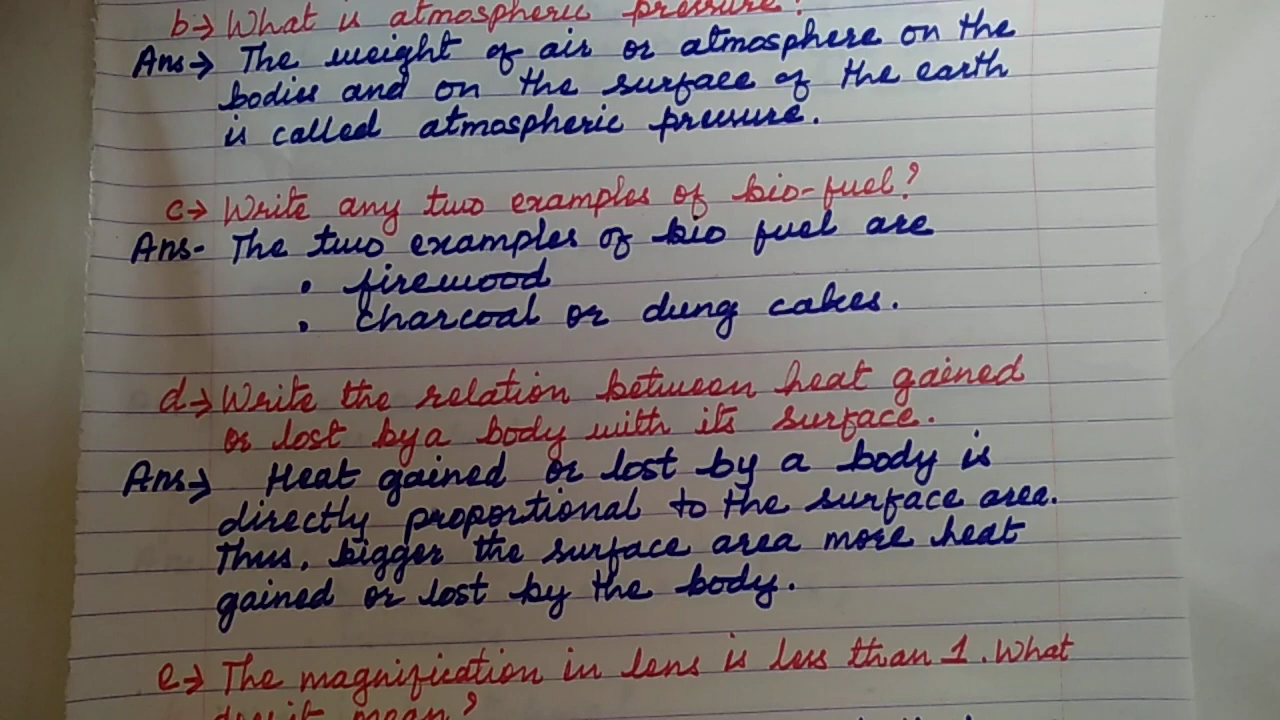 b→ What is atmospheric pressure?
Ans→ The weight of air or atmosphere on the
bodies and on the surface of the earth
is called atmospheric pressure.
c→ Write any two examples of bio-fuel?
Ans- The two examples of bio fuel are
• firewood
• charcoal or dung cakes.
d→ Write the relation between heat gained
or lost by a body with its surface.
Ans→ Heat gained or lost by a body is
directly proportional to the surface area.
Thus, bigger the surface area more heat
gained or lost by the body.
e→ The magnification in lens is less than 1. What
does it mean?